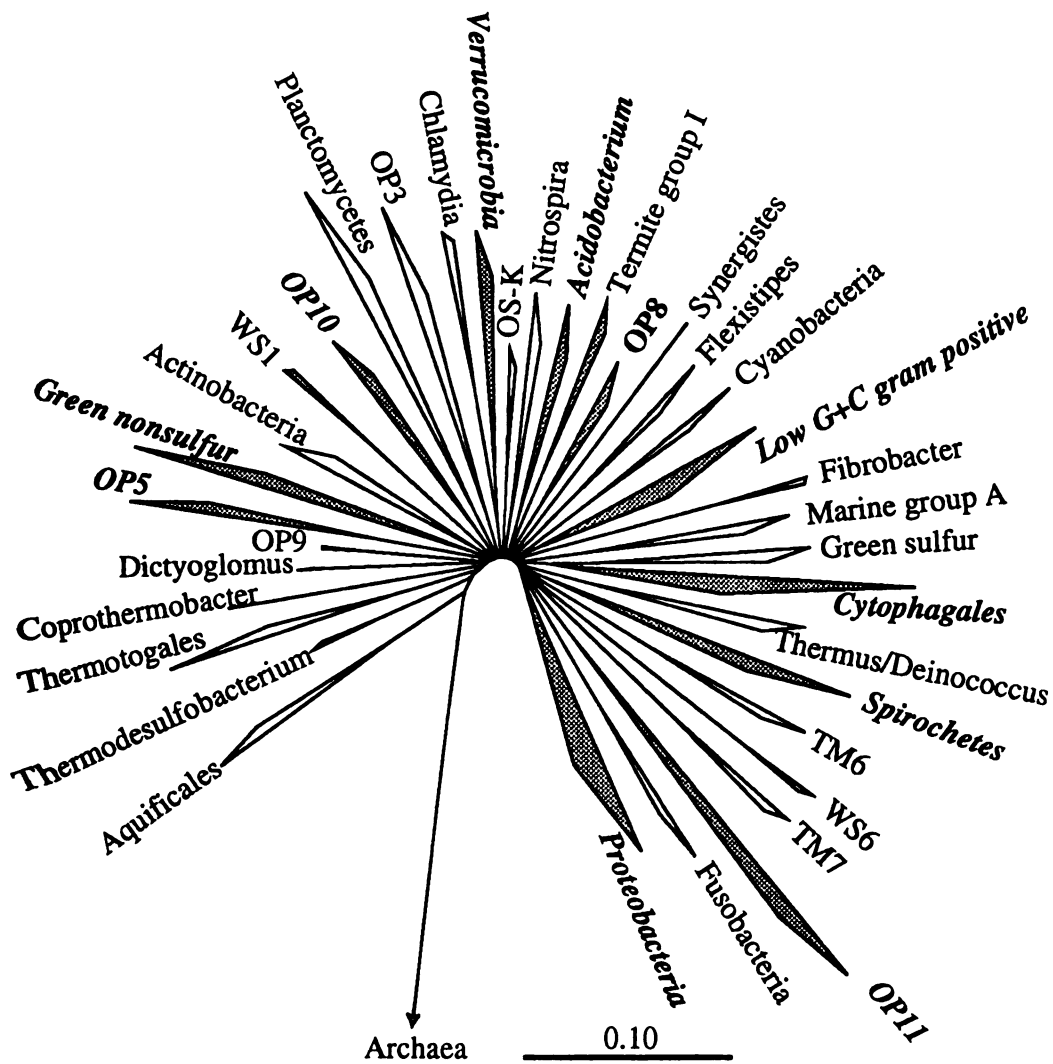 Verrucomicrobia
Planctomycetes
OP3
Chlamydia
OS-K
Nitrospira
Acidobacterium
Termite group I
OP8
Synergistes
Flexistipes
Cyanobacteria
Low G+C gram positive
Fibrobacter
Marine group A
Green sulfur
Cytophagales
Thermus/Deinococcus
Spirochetes
TM6
WS6
TM7
OP11
Fusobacteria
Proteobacteria
OP10
WS1
Actinobacteria
Green nonsulfur
OP5
OP9
Dictyoglomus
Coprothermobacter
Thermotogales
Thermodesulfobacterium
Aquificales
Archaea
0.10